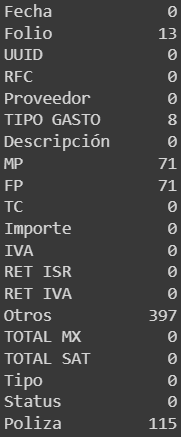 Fecha 0
Folio 13
UUID 0
RFC 0
Proveedor 0
TIPO GASTO 8
Descripción 0
MP 71
FP 71
TC 0
Importe 0
IVA 0
RET ISR 0
RET IVA 0
Otros 397
TOTAL MX 0
TOTAL SAT 0
Tipo 0
Status 0
Poliza 115